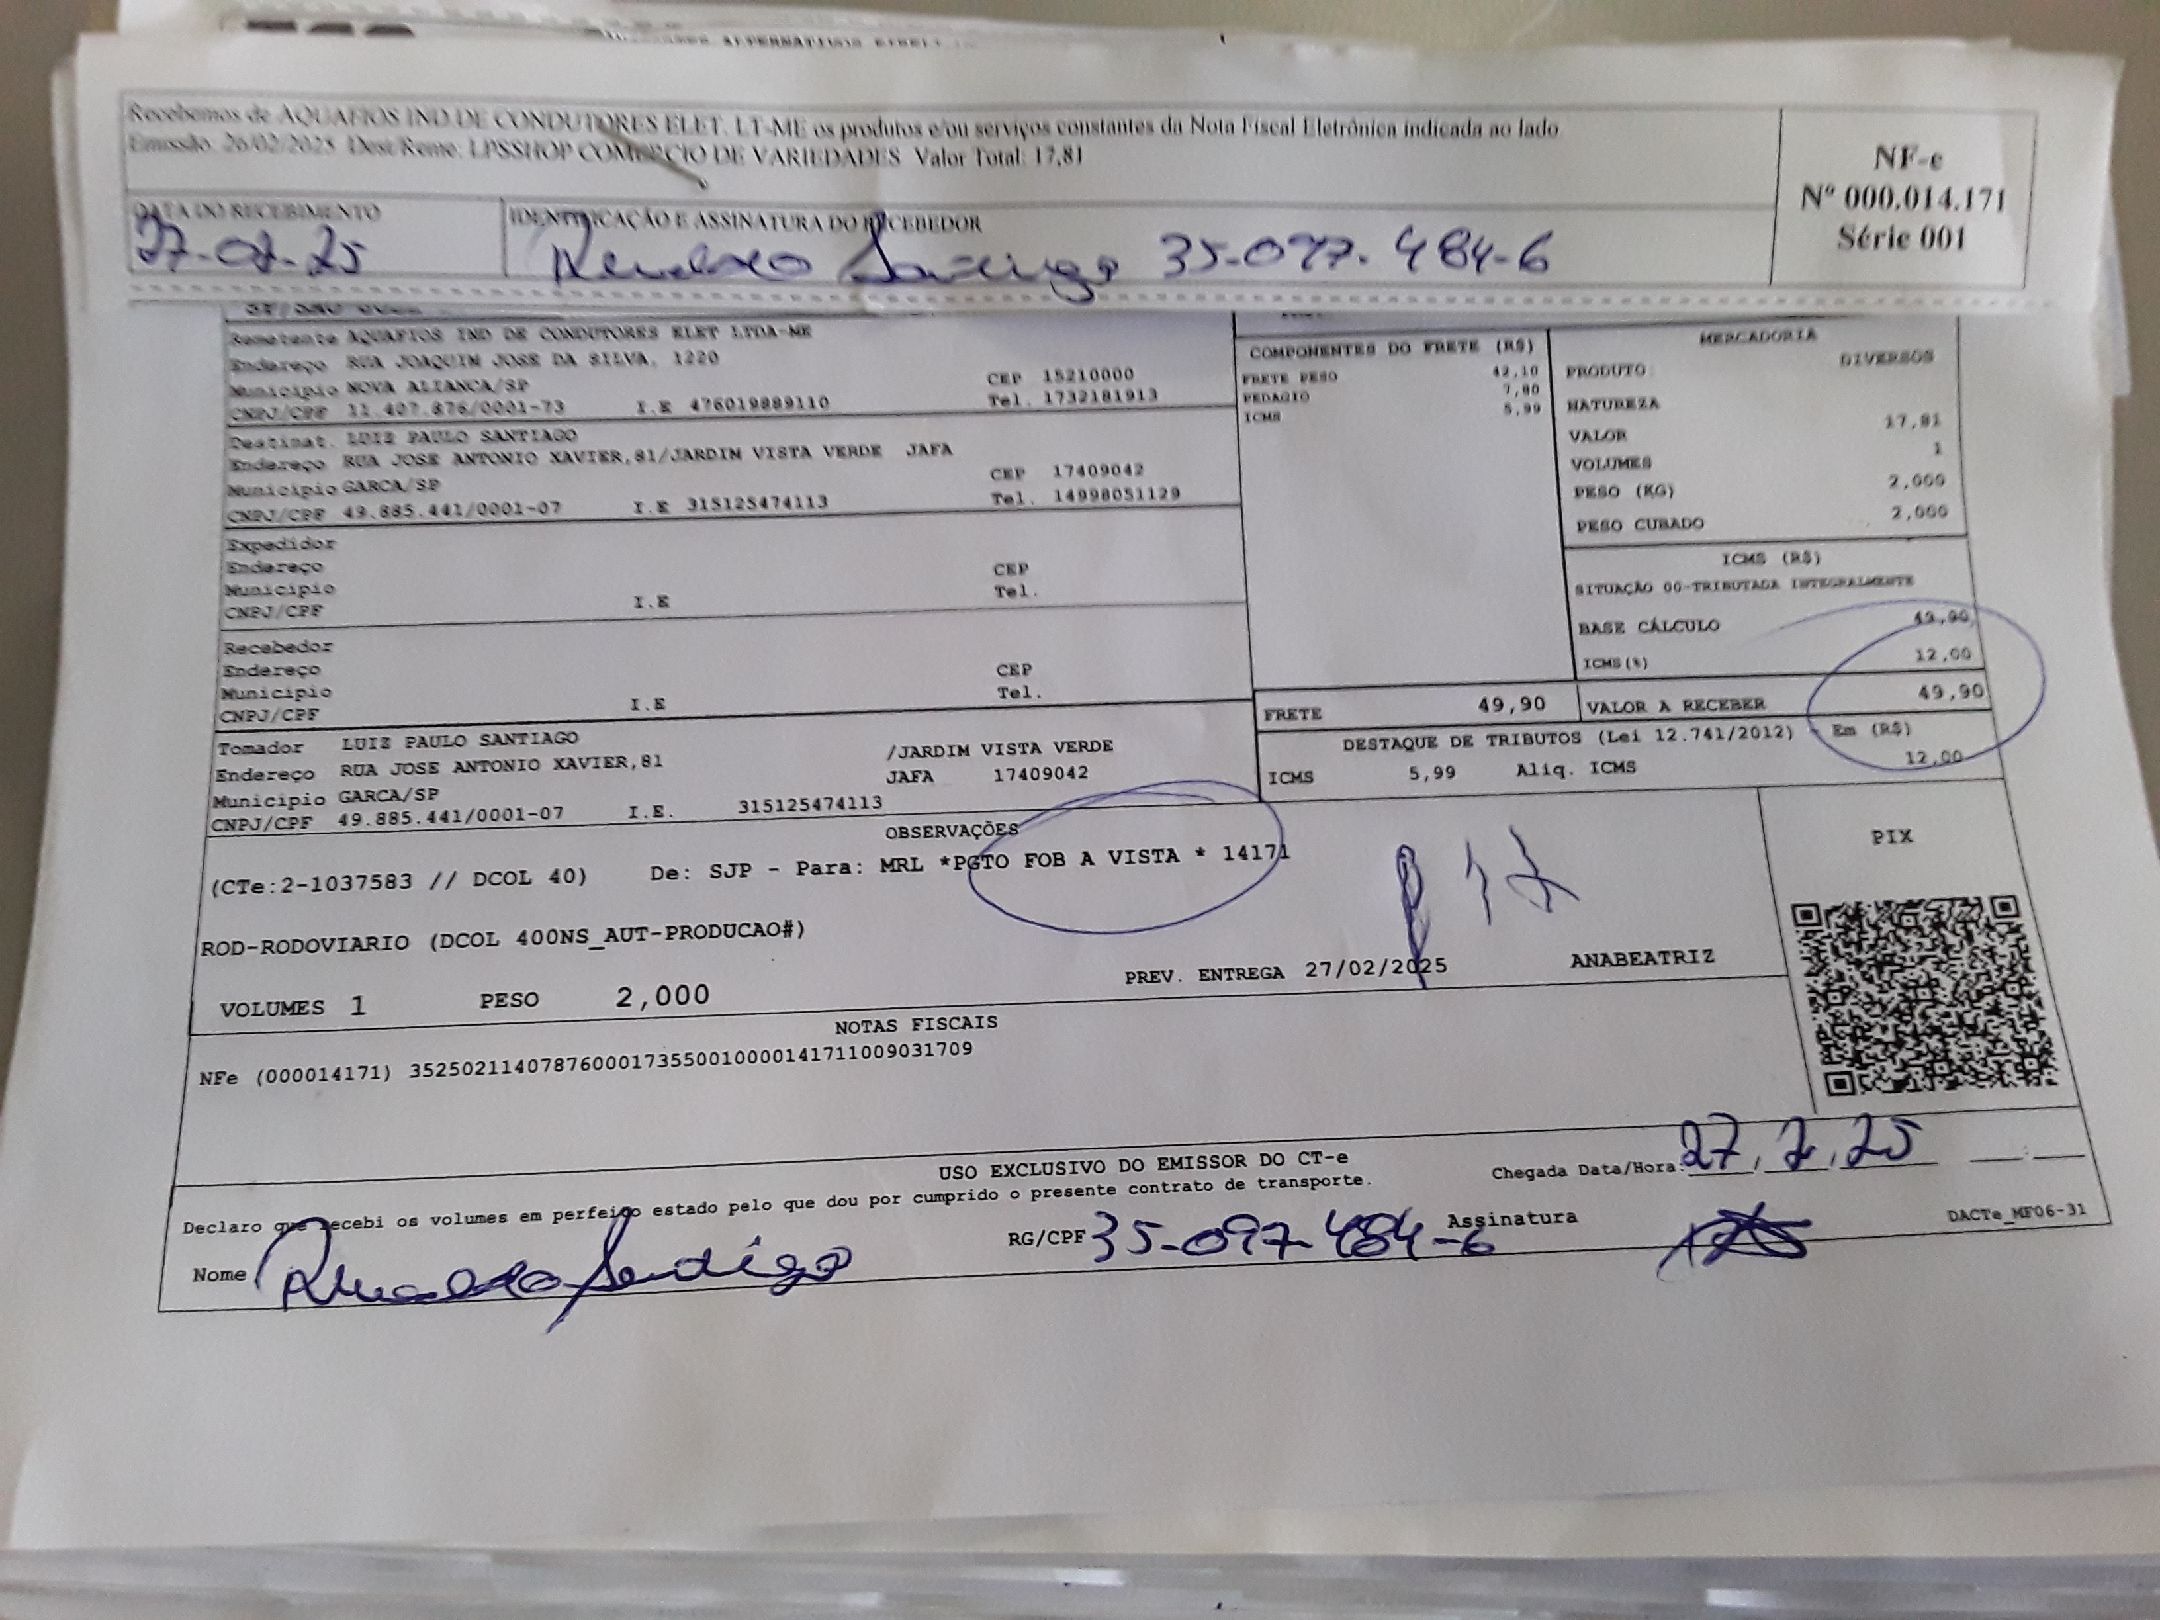 Recebemos de AQUAFIOS IND DE CONDUTORES ELET. LT-ME os produtos e/ou serviços constantes da Nota Fiscal Eletrônica indicada ao lado
Emissão: 26/02/2025 Dest/Reme: LPSSHOP COMERCIO DE VARIEDADES Valor Total: 17,81
NF-e
Nº 000.014.171
Série 001
DATA DO RECEBIMENTO
27-02-25
IDENTIFICAÇÃO E ASSINATURA DO RECEBEDOR
Santiago 35-097.484-6
Remetente AQUAFIOS IND DE CONDUTORES ELET LTDA-ME
Endereço RUA JOAQUIM JOSE DA SILVA, 1220
Município NOVA ALIANCA/SP CEP 15210000
CNPJ/CPF 11.407.876/0001-73 I.E 476019889110 Tel. 1732181913
Destinat. LUIZ PAULO SANTIAGO
Endereço RUA JOSE ANTONIO XAVIER,81/JARDIM VISTA VERDE JAFA
Município GARCA/SP CEP 17409042
CNPJ/CPF 49.885.441/0001-07 I.E 315125474113 Tel. 14998051129
Expedidor
Endereço CEP
Município Tel.
CNPJ/CPF I.E
Recebedor
Endereço CEP
Município Tel.
CNPJ/CPF I.E
Tomador LUIZ PAULO SANTIAGO
Endereço RUA JOSE ANTONIO XAVIER,81 /JARDIM VISTA VERDE
Município GARCA/SP JAFA 17409042
CNPJ/CPF 49.885.441/0001-07 I.E. 315125474113
COMPONENTES DO FRETE (R$)
FRETE PESO 42,10
PEDAGIO 7,80
ICMS 5,99
MERCADORIA
PRODUTO: DIVERSOS
NATUREZA
VALOR 17,81
VOLUMES 1
PESO (KG) 2,000
PESO CUBADO 2,000
ICMS (R$)
SITUAÇÃO 00-TRIBUTADA INTEGRALMENTE
BASE CÁLCULO 49,90
ICMS(%) 12,00
FRETE 49,90 VALOR A RECEBER 49,90
DESTAQUE DE TRIBUTOS (Lei 12.741/2012) - Em (R$)
ICMS 5,99 Aliq. ICMS 12,00
OBSERVAÇÕES
(CTe:2-1037583 // DCOL 40) De: SJP - Para: MRL *PGTO FOB A VISTA * 14171
ROD-RODOVIARIO (DCOL 400NS_AUT-PRODUCAO#)
PREV. ENTREGA 27/02/2025 ANABEATRIZ
VOLUMES 1 PESO 2,000
PIX
NOTAS FISCAIS
NFe (000014171) 35250211407876000173550010000141711009031709
USO EXCLUSIVO DO EMISSOR DO CT-e
Chegada Data/Hora: 27/2/25 __:__
Declaro que recebi os volumes em perfeiço estado pelo que dou por cumprido o presente contrato de transporte.
Nome Santiago RG/CPF 35-097-484-6 Assinatura
DACTe_MF06-31